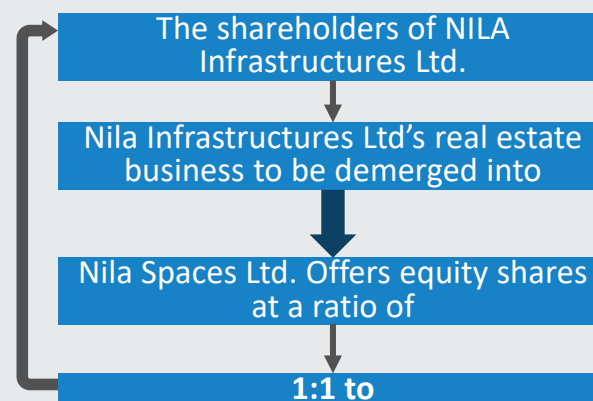 The shareholders of NILA
Infrastructures Ltd.
Nila Infrastructures Ltd’s real estate
business to be demerged into
Nila Spaces Ltd. Offers equity shares
at a ratio of
1:1 to